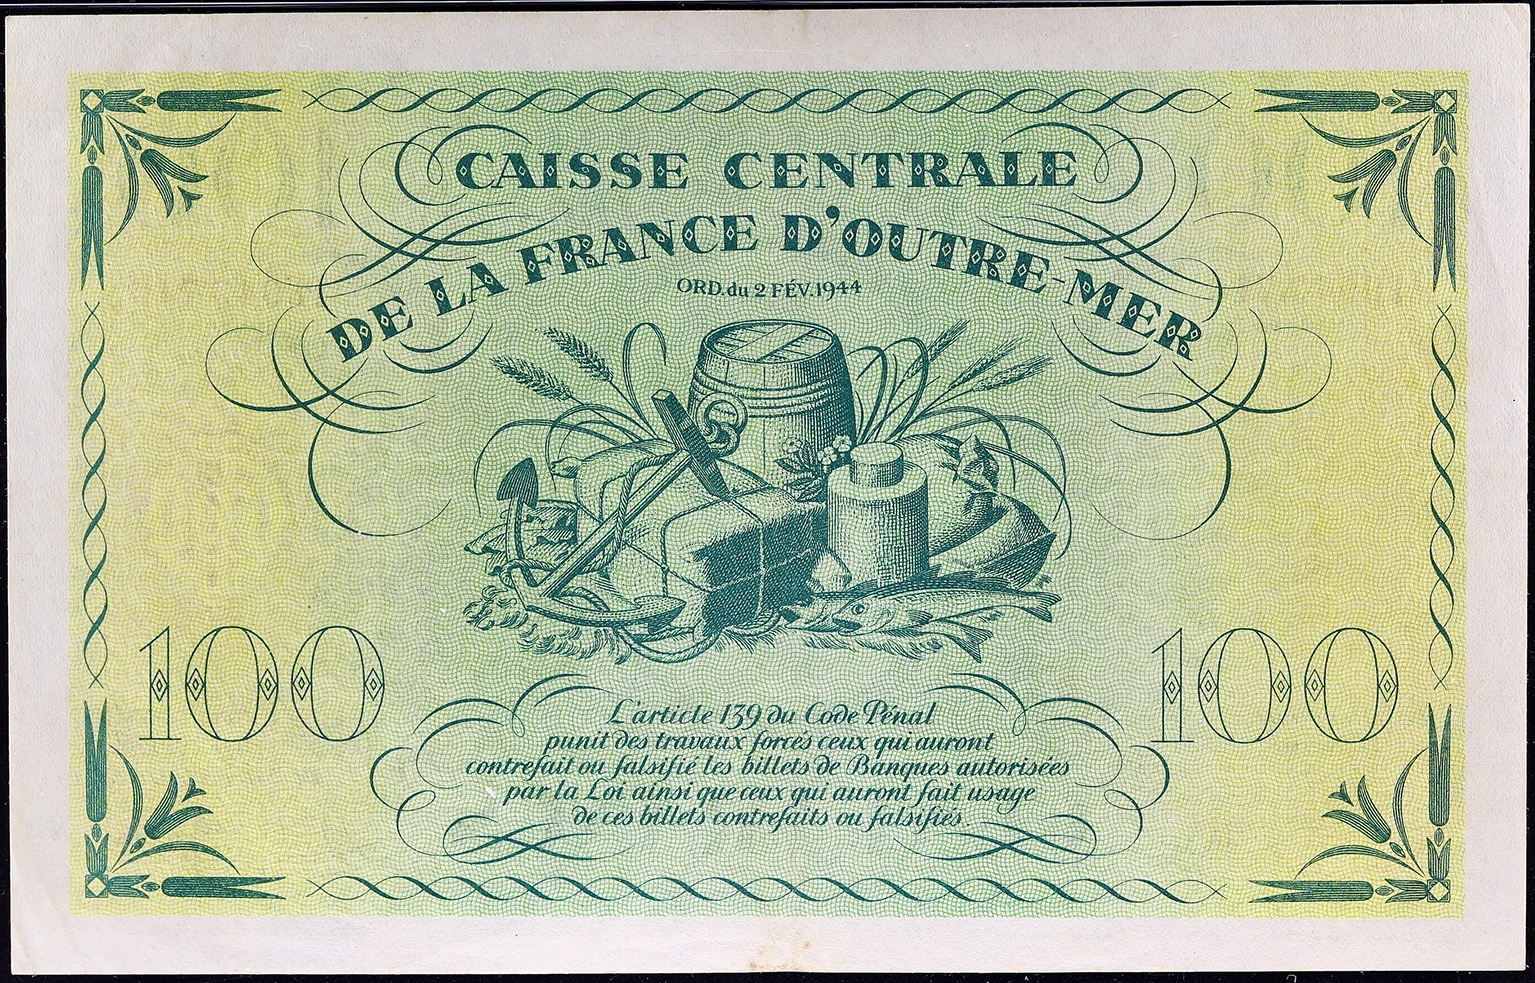 CAISSE CENTRALE
DE LA FRANCE D'OUTRE-MER
ORD. du 2 FÉV. 1944
100
100
L'article 139 du Code Pénal
punit des travaux forcés ceux qui auront
contrefait ou falsifié les billets de Banques autorisées
par la Loi ainsi que ceux qui auront fait usage
de ces billets contrefaits ou falsifiés.